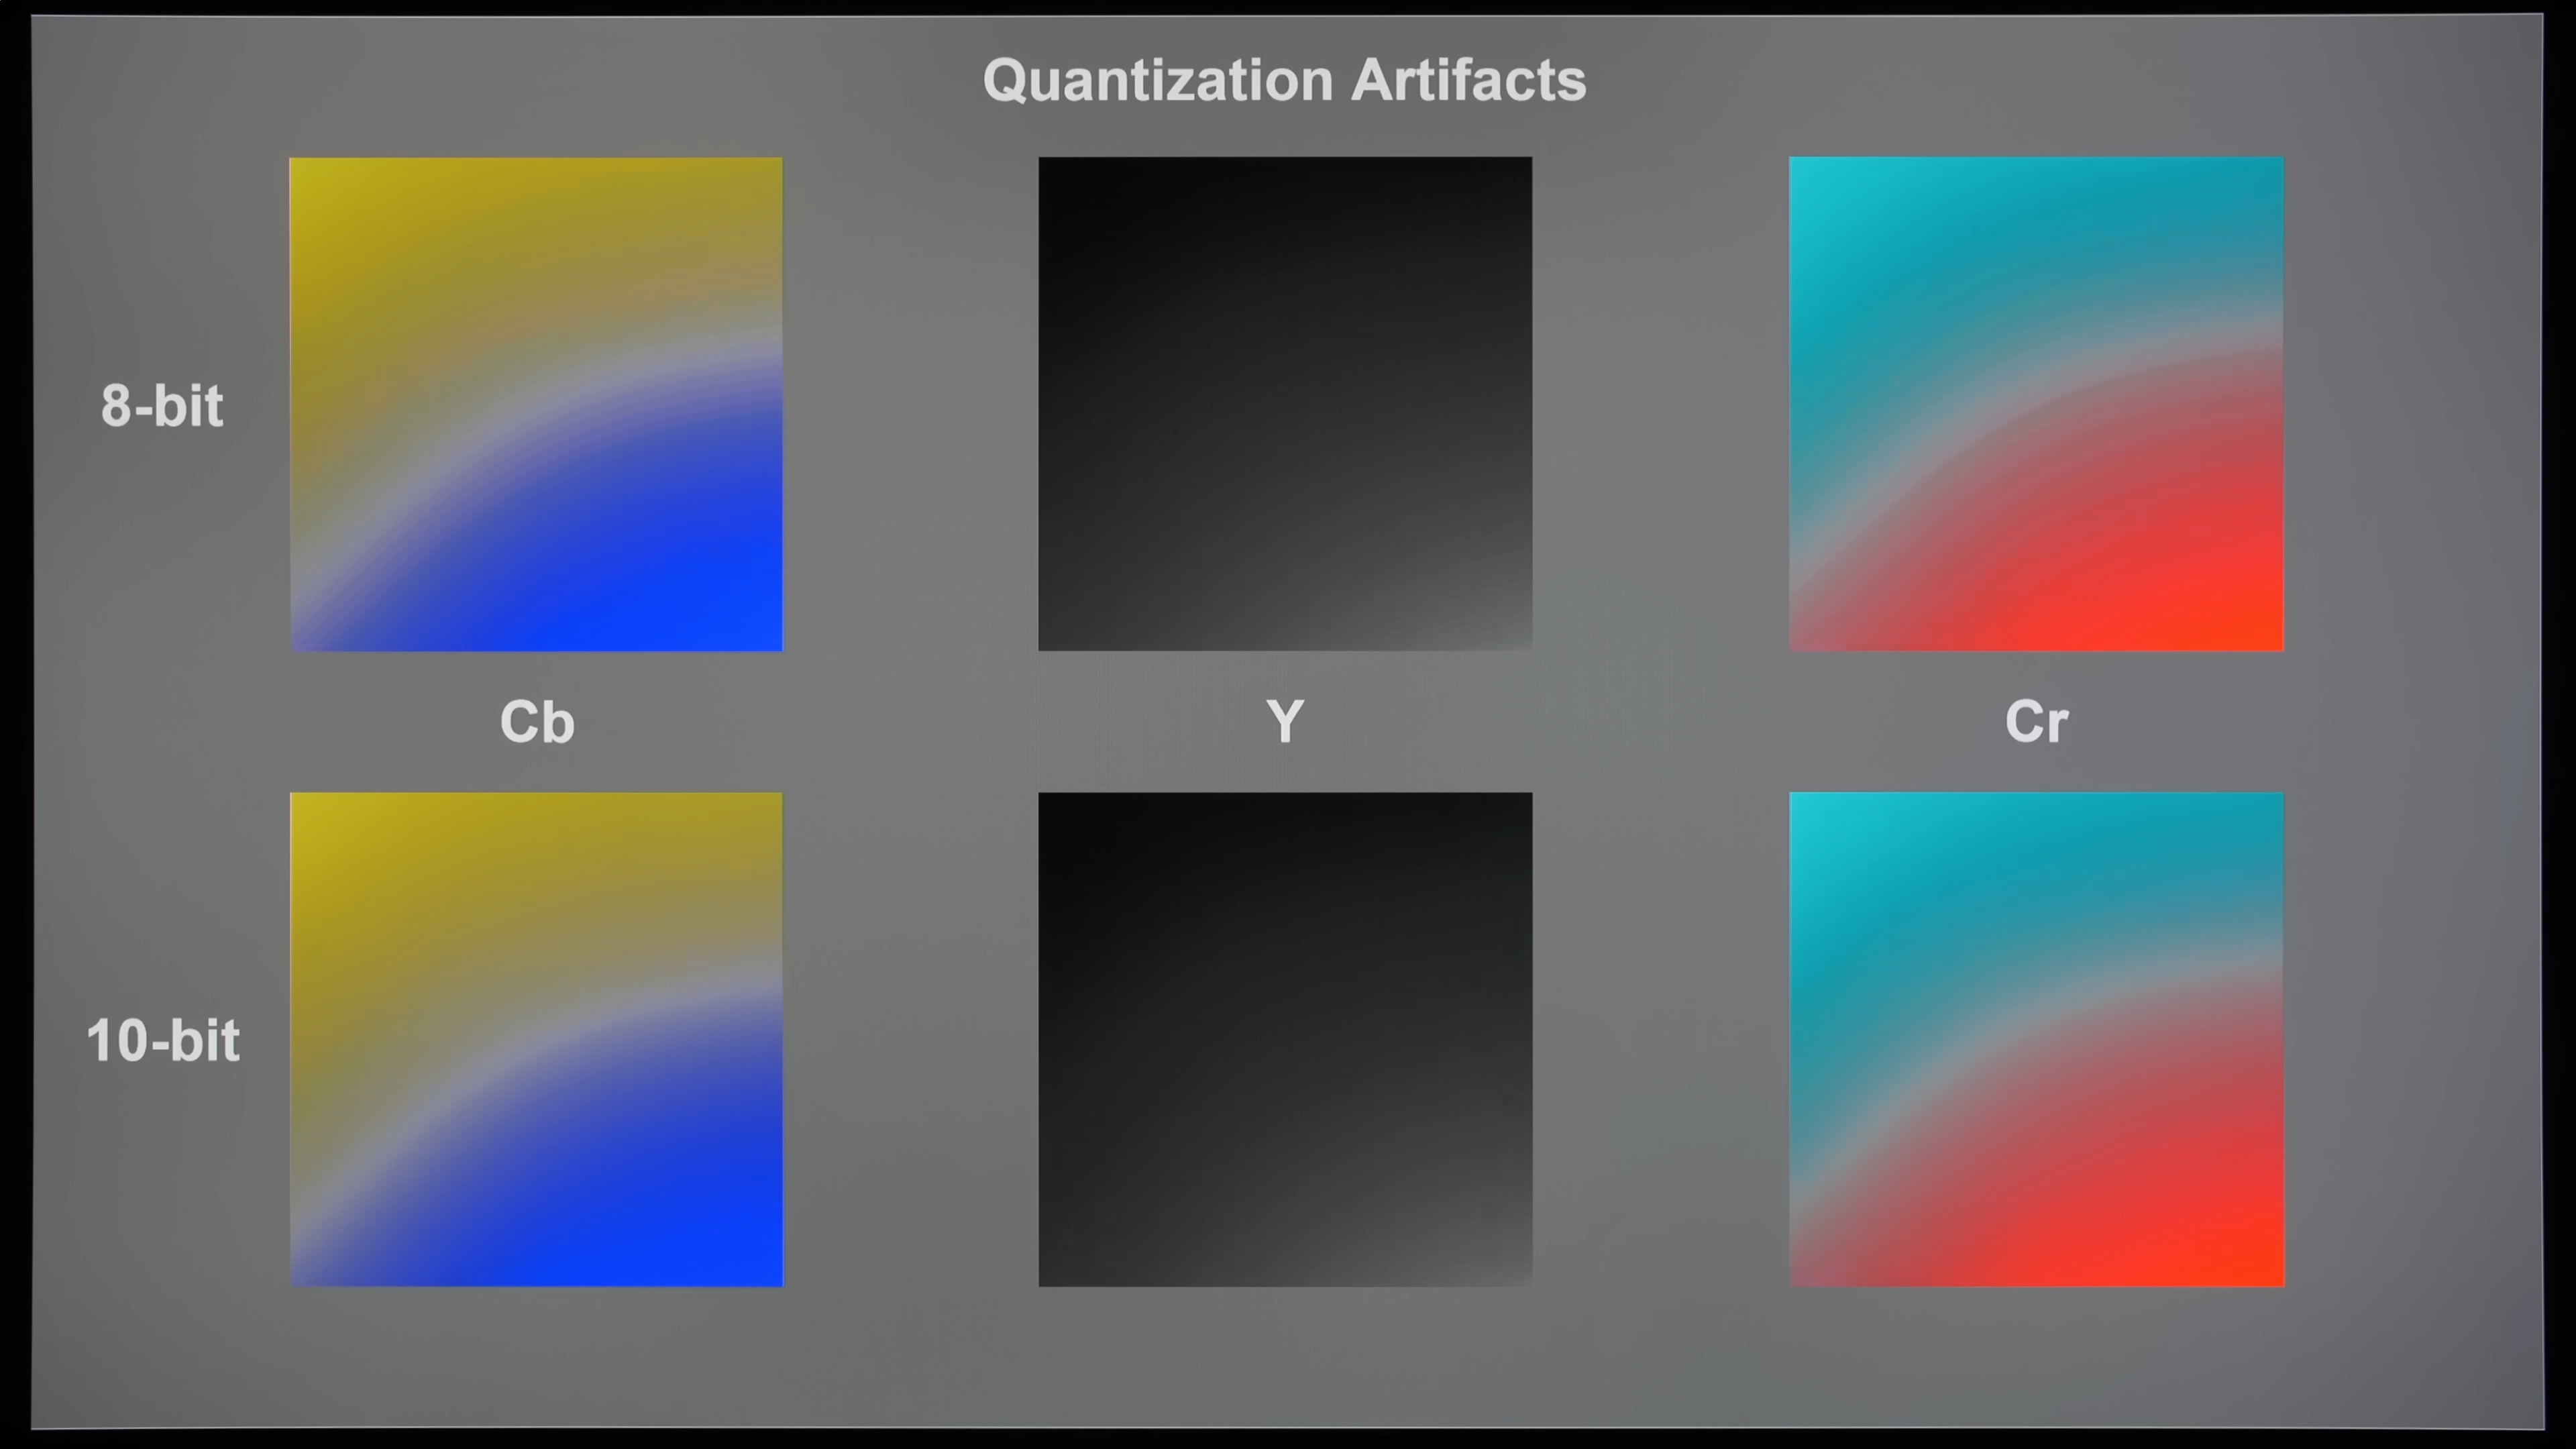 Quantization Artifacts
8-bit
Cb
Y
Cr
10-bit